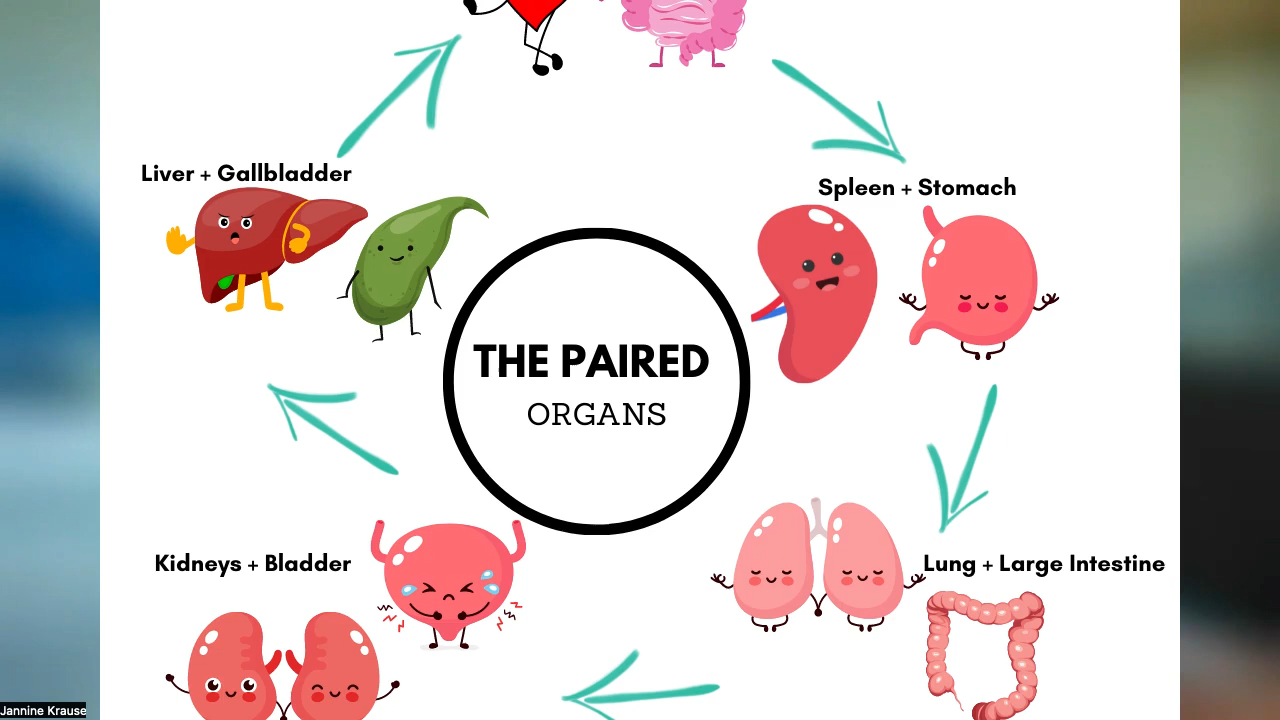 Liver + Gallbladder
Spleen + Stomach
THE PAIRED
ORGANS
Kidneys + Bladder
Lung + Large Intestine
Jannine Krause